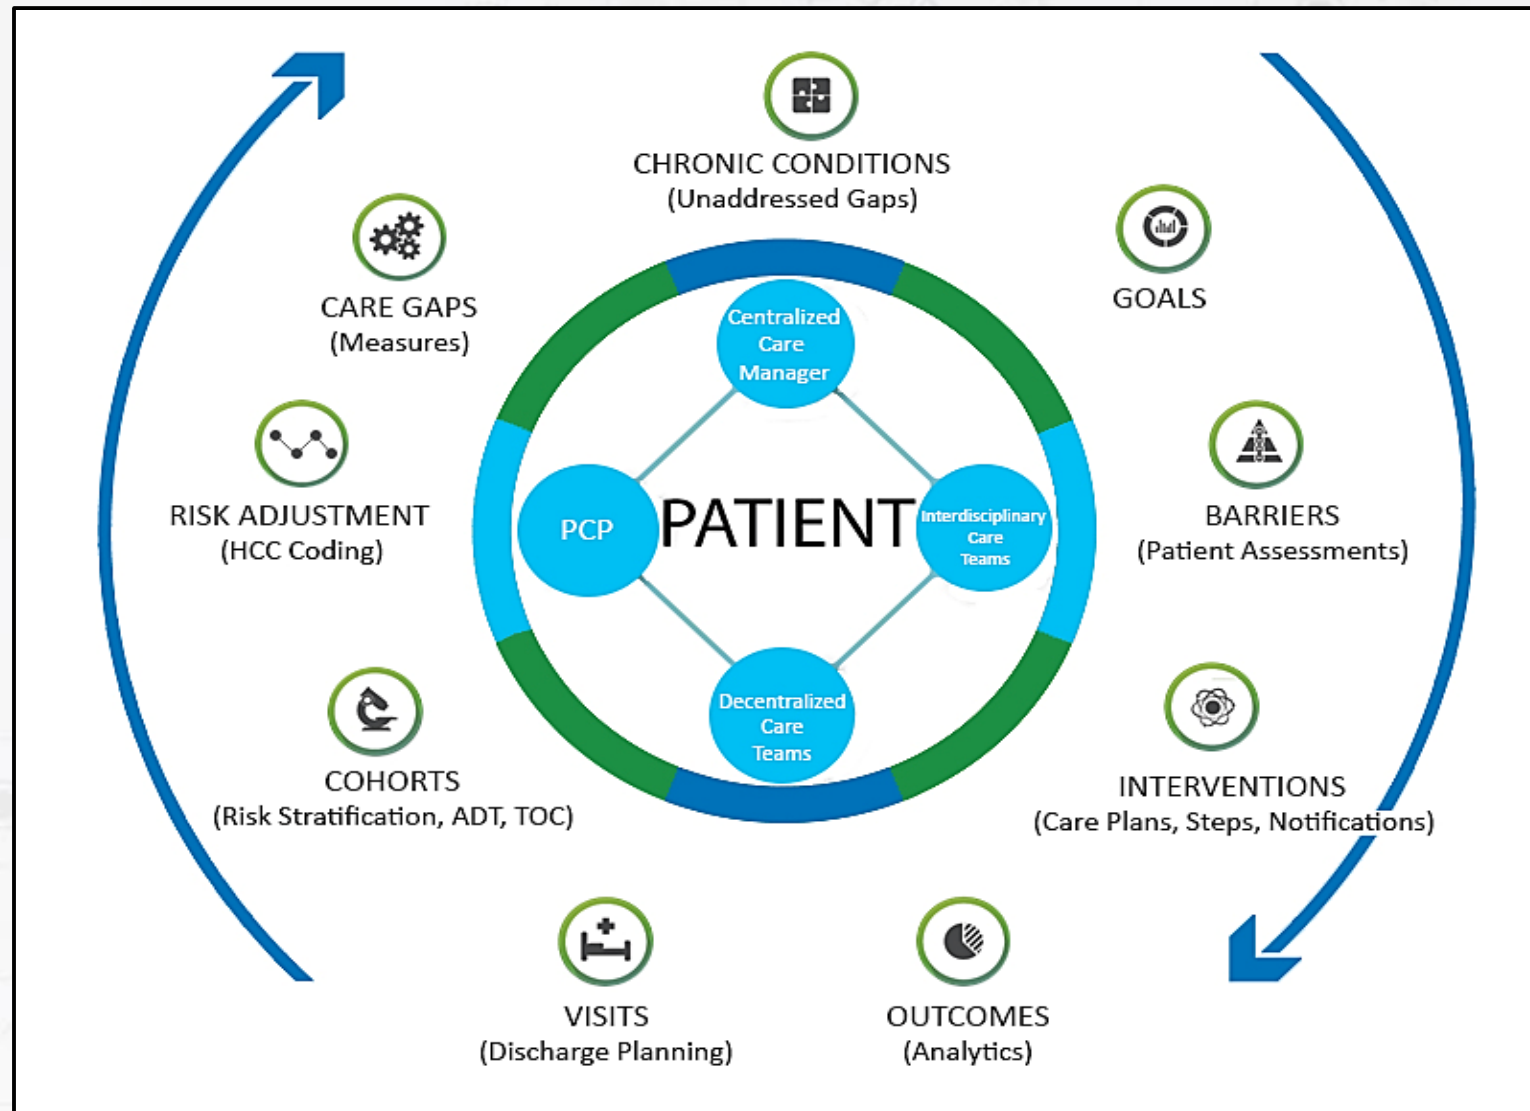 CHRONIC CONDITIONS
(Unaddressed Gaps)
GOALS
BARRIERS
(Patient Assessments)
INTERVENTIONS
(Care Plans, Steps, Notifications)
OUTCOMES
(Analytics)
VISITS
(Discharge Planning)
COHORTS
(Risk Stratification, ADT, TOC)
RISK ADJUSTMENT
(HCC Coding)
CARE GAPS
(Measures)
Centralized
Care
Manager
PCP
PATIENT
Interdisciplinary
Care
Teams
Decentralized
Care
Teams